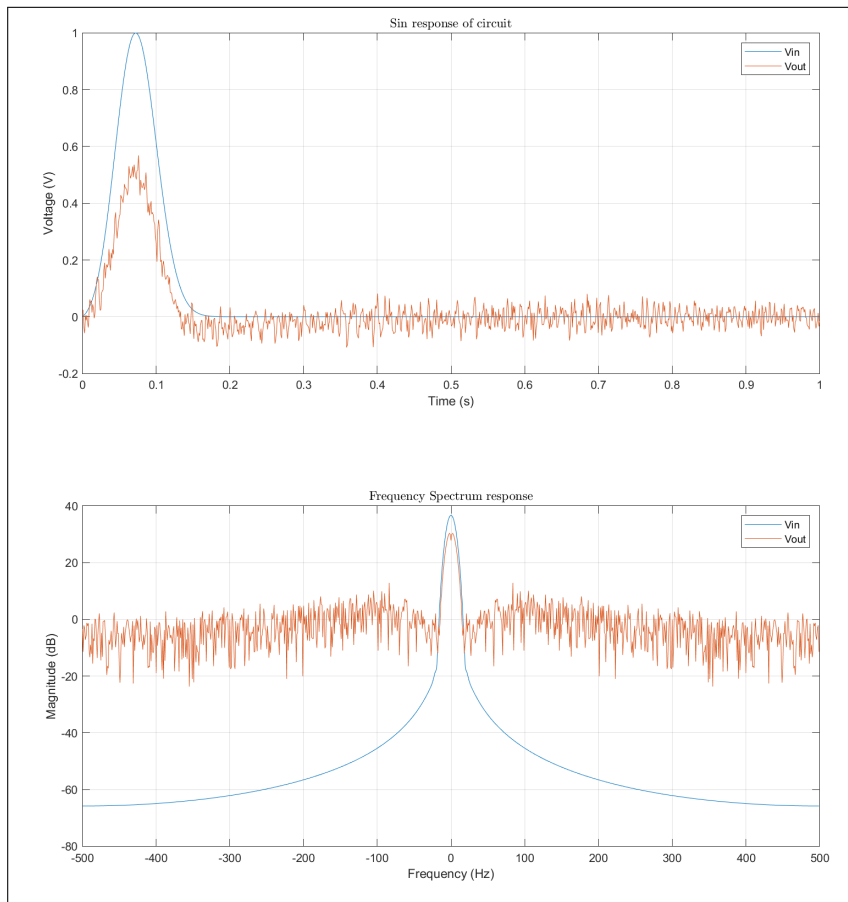 Sin response of circuit
1
0.8
0.6
0.4
0.2
0
-0.2
Voltage (V)
Vin
Vout
0 0.1 0.2 0.3 0.4 0.5 0.6 0.7 0.8 0.9 1
Time (s)
Frequency Spectrum response
40
20
0
-20
-40
-60
-80
Magnitude (dB)
Vin
Vout
-500 -400 -300 -200 -100 0 100 200 300 400 500
Frequency (Hz)